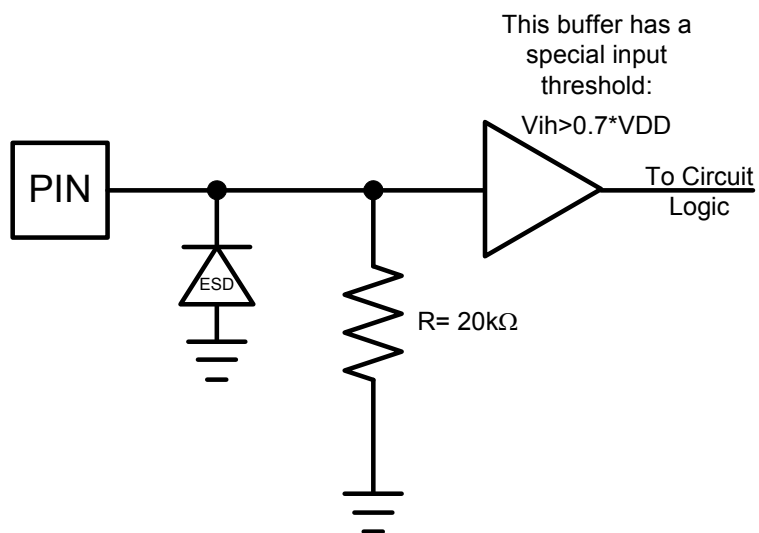 This buffer has a
special input
threshold:
Vih>0.7*VDD
PIN
To Circuit
Logic
ESD
R= 20kΩ